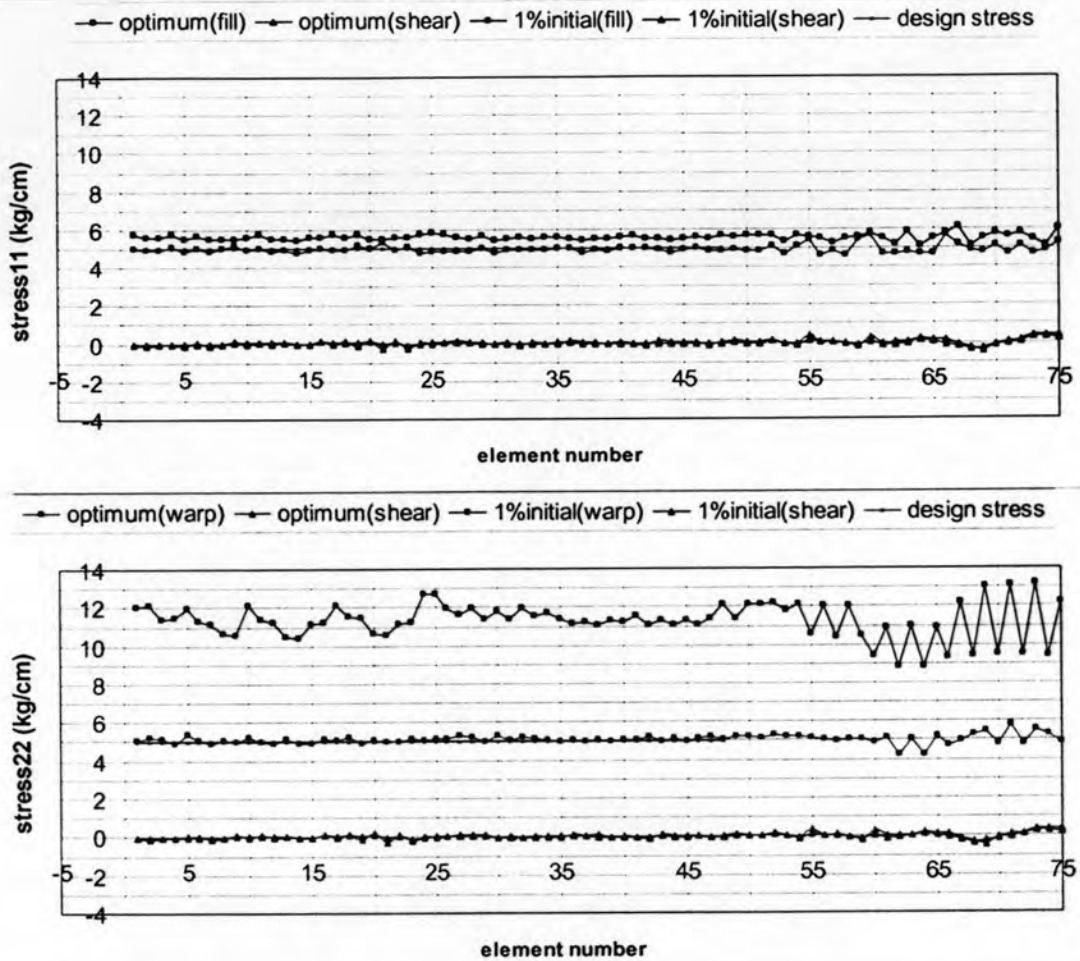 optimum(fill) optimum(shear) 1%initial(fill) 1%initial(shear) design stress
14
12
10
8
6
4
2
0
-2
-4
-5 5 15 25 35 45 55 65 75
stress11 (kg/cm)
element number
optimum(warp) optimum(shear) 1%initial(warp) 1%initial(shear) design stress
14
12
10
8
6
4
2
0
-2
-4
-5 5 15 25 35 45 55 65 75
stress22 (kg/cm)
element number